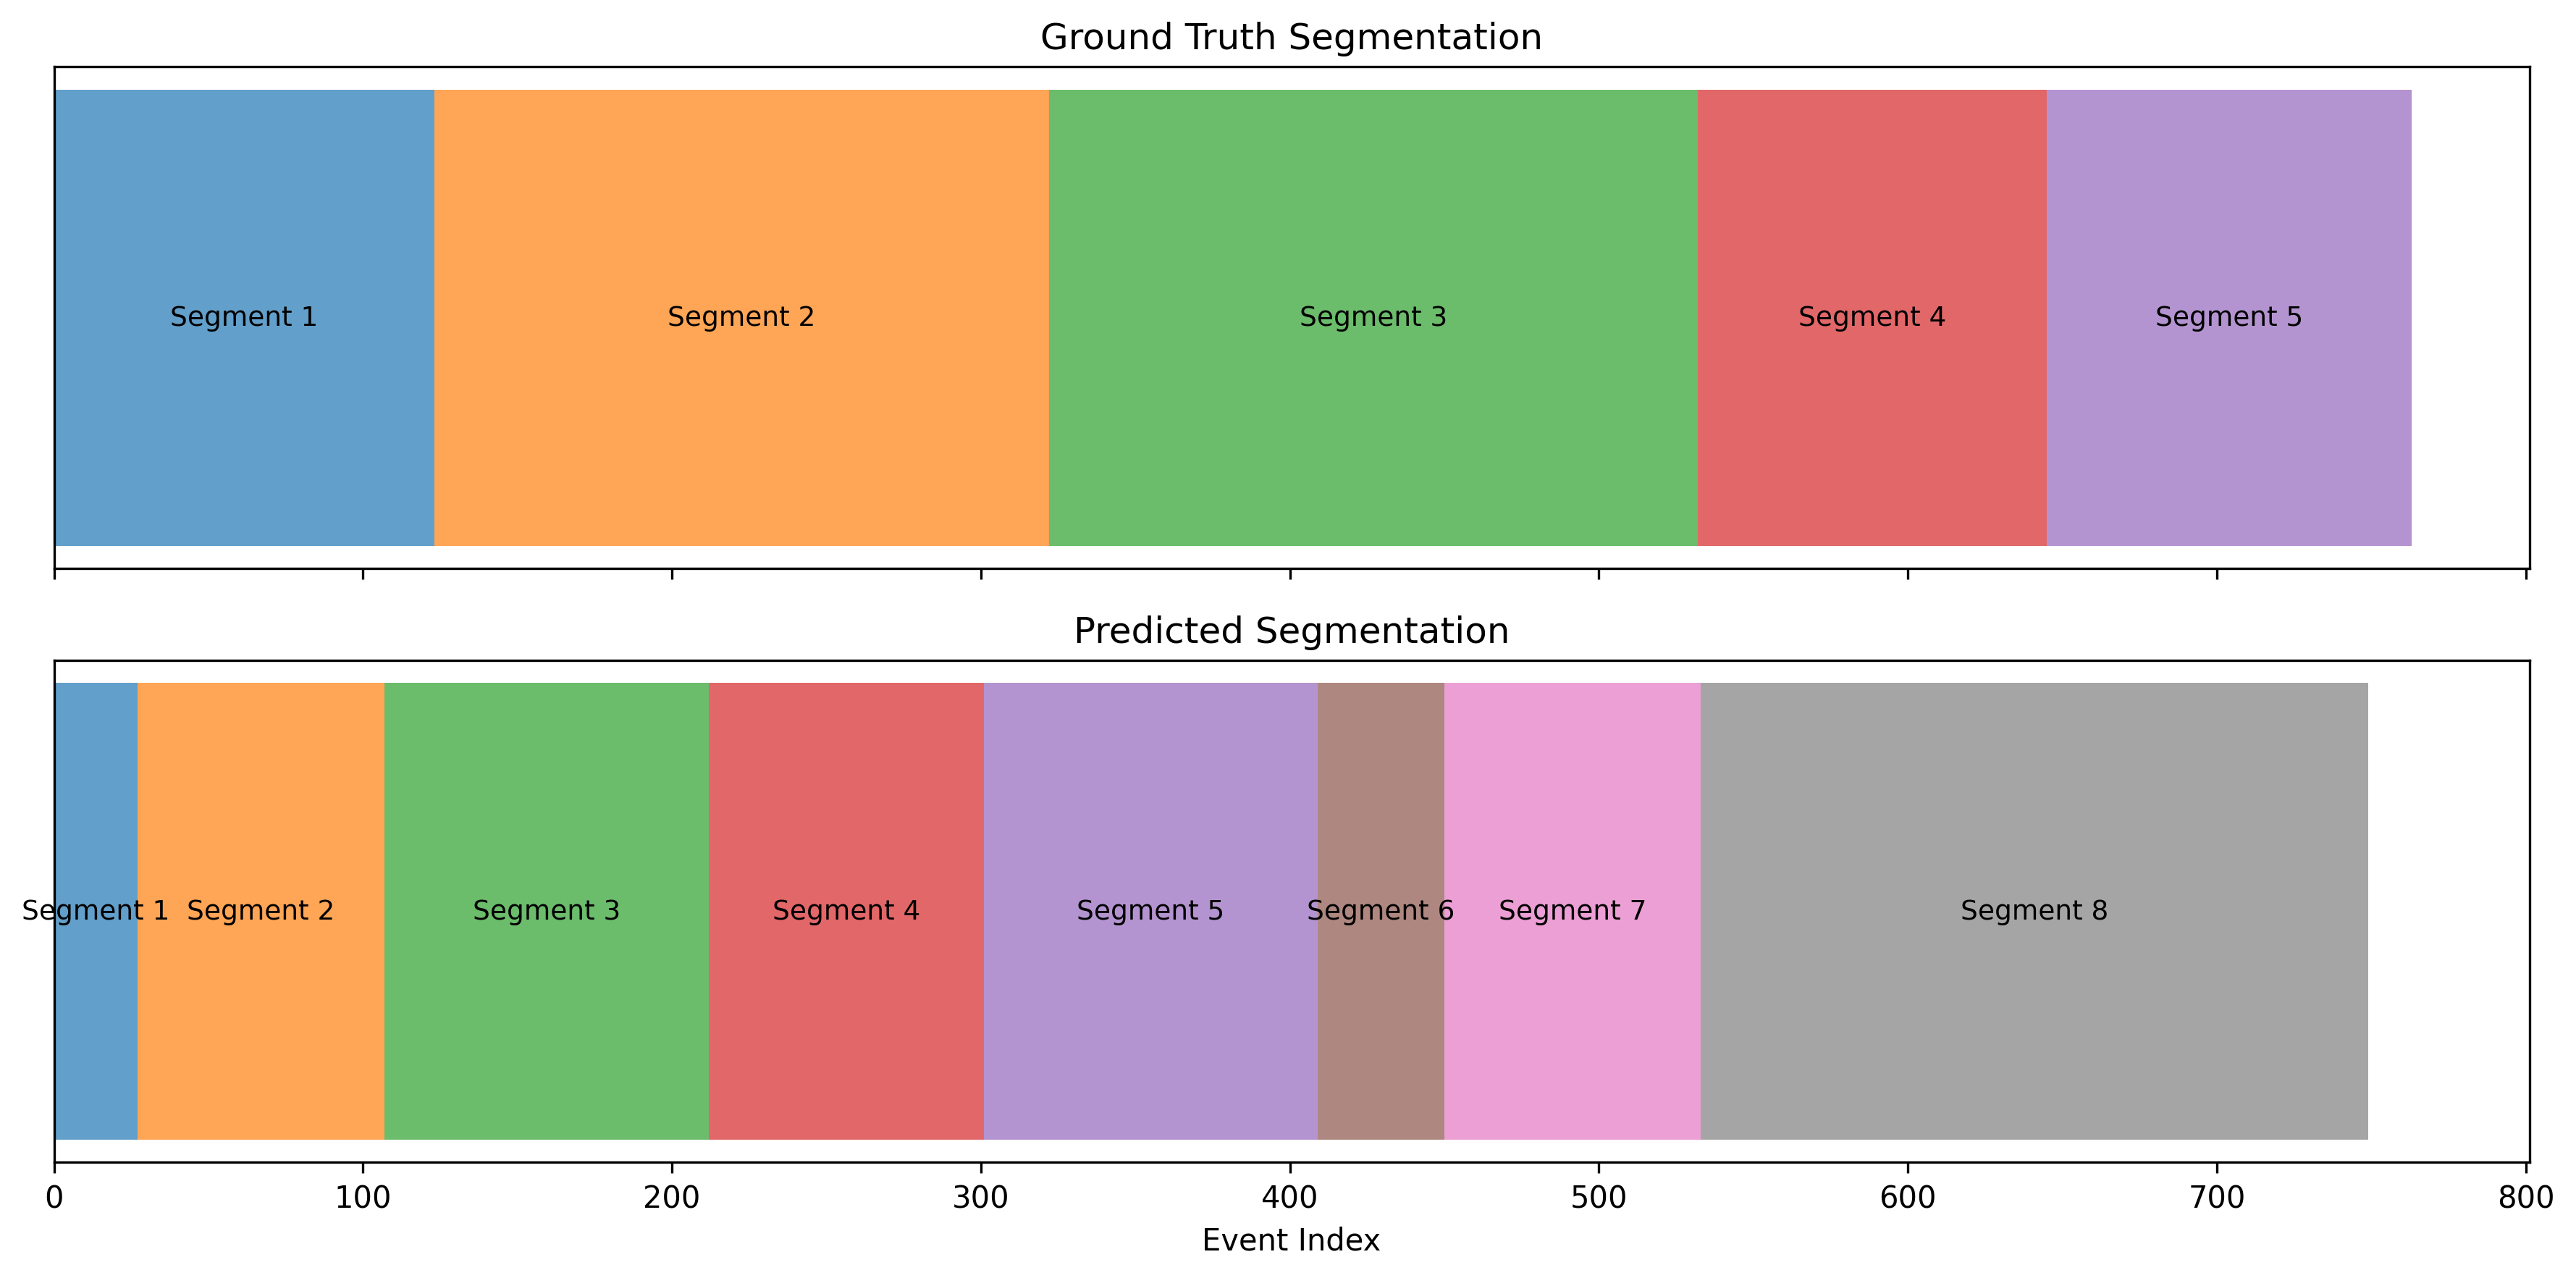 Ground Truth Segmentation
Segment 1 Segment 2 Segment 3 Segment 4 Segment 5
Predicted Segmentation
Segment 1 Segment 2 Segment 3 Segment 4 Segment 5 Segment 6 Segment 7 Segment 8
0 100 200 300 400 500 600 700 800
Event Index